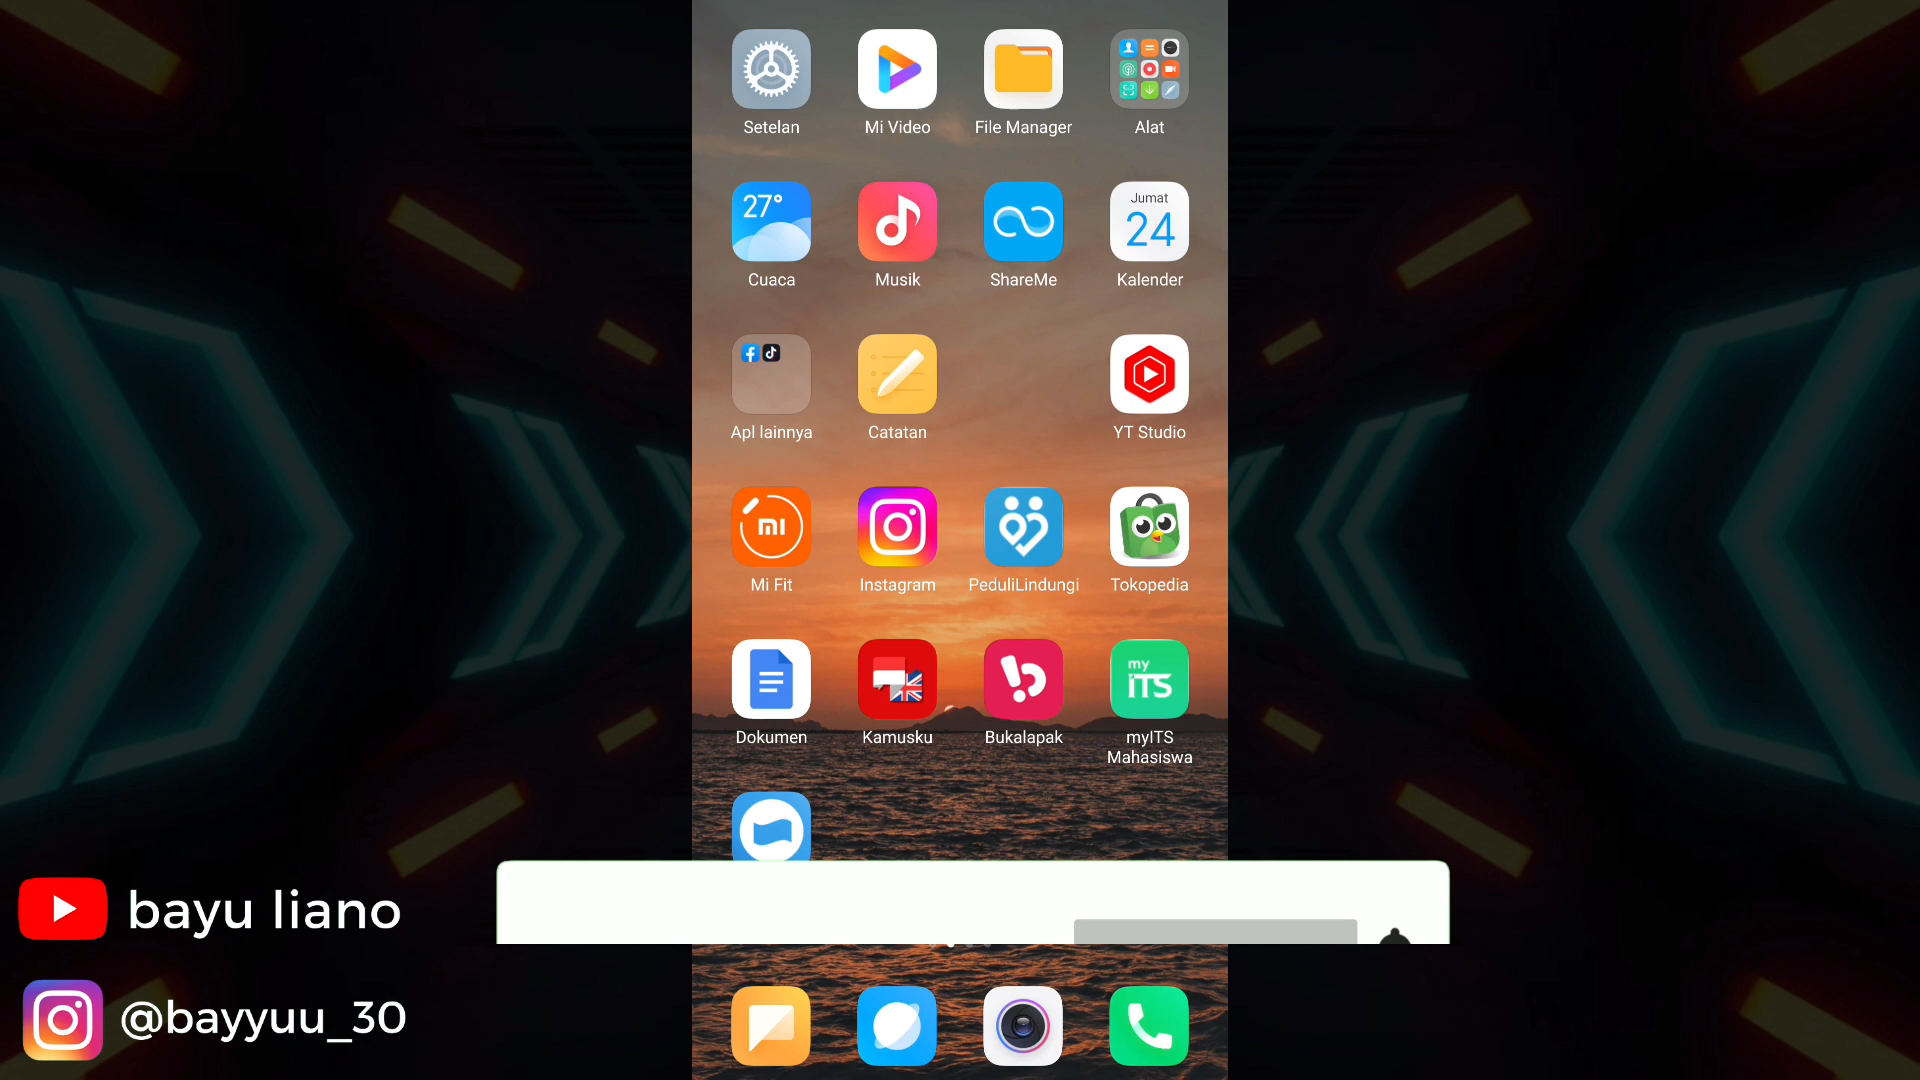 Setelan
Mi Video
File Manager
Alat
27°
Jumat
24
Cuaca
Musik
ShareMe
Kalender
Apl lainnya
Catatan
YT Studio
mi
Mi Fit
Instagram
PeduliLindungi
Tokopedia
my
iTS
Dokumen
Kamusku
Bukalapak
myITS
Mahasiswa
bayu liano
@bayyuu_30